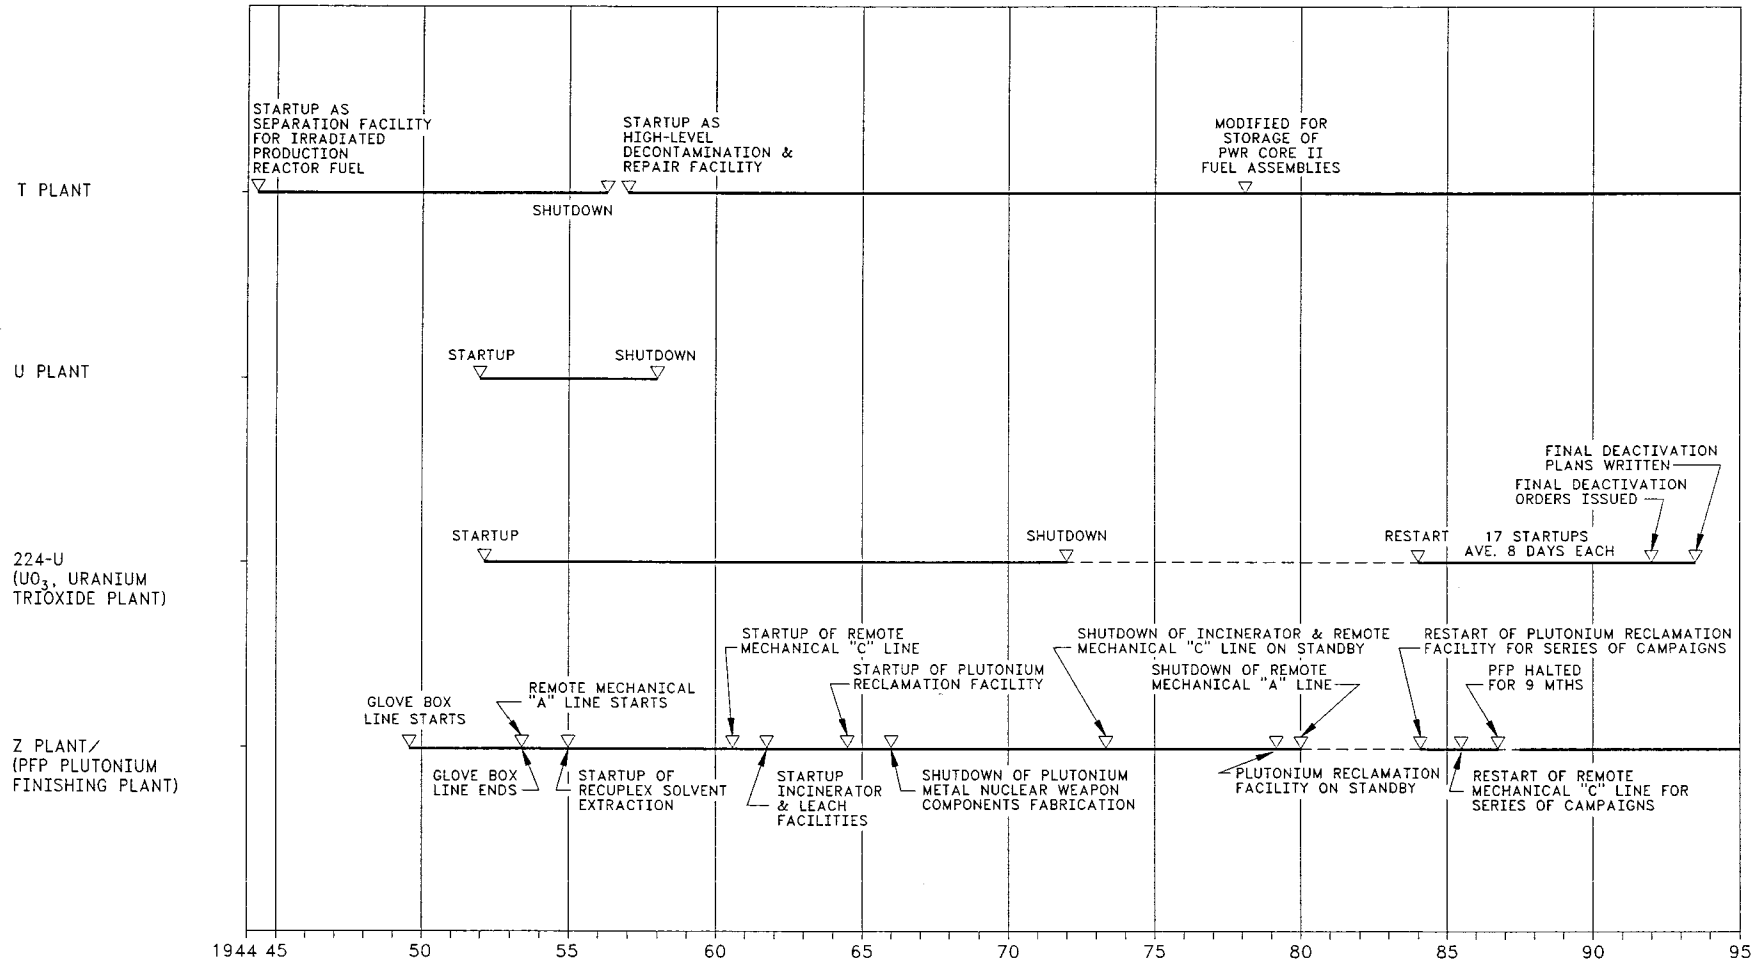 STARTUP AS
SEPARATION FACILITY
FOR IRRADIATED
PRODUCTION
REACTOR FUEL
STARTUP AS
HIGH-LEVEL
DECONTAMINATION &
REPAIR FACILITY
MODIFIED FOR
STORAGE OF
PWR CORE II
FUEL ASSEMBLIES
T PLANT
SHUTDOWN
STARTUP
SHUTDOWN
U PLANT
FINAL DEACTIVATION
PLANS WRITTEN
FINAL DEACTIVATION
ORDERS ISSUED
STARTUP
SHUTDOWN
RESTART
17 STARTUPS
AVE. 8 DAYS EACH
224-U
(UO3, URANIUM
TRIOXIDE PLANT)
STARTUP OF REMOTE
MECHANICAL "C" LINE
SHUTDOWN OF INCINERATOR & REMOTE
MECHANICAL "C" LINE ON STANDBY
RESTART OF PLUTONIUM RECLAMATION
FACILITY FOR SERIES OF CAMPAIGNS
STARTUP OF PLUTONIUM
RECLAMATION FACILITY
SHUTDOWN OF REMOTE
MECHANICAL "A" LINE
PFP HALTED
FOR 9 MTHS
REMOTE MECHANICAL
"A" LINE STARTS
GLOVE BOX
LINE STARTS
Z PLANT/
(PFP PLUTONIUM
FINISHING PLANT)
GLOVE BOX
LINE ENDS
STARTUP OF
RECUPLEX SOLVENT
EXTRACTION
STARTUP
INCINERATOR
& LEACH
FACILITIES
SHUTDOWN OF PLUTONIUM
METAL NUCLEAR WEAPON
COMPONENTS FABRICATION
PLUTONIUM RECLAMATION
FACILITY ON STANDBY
RESTART OF REMOTE
MECHANICAL "C" LINE FOR
SERIES OF CAMPAIGNS
1944 45 50 55 60 65 70 75 80 85 90 95